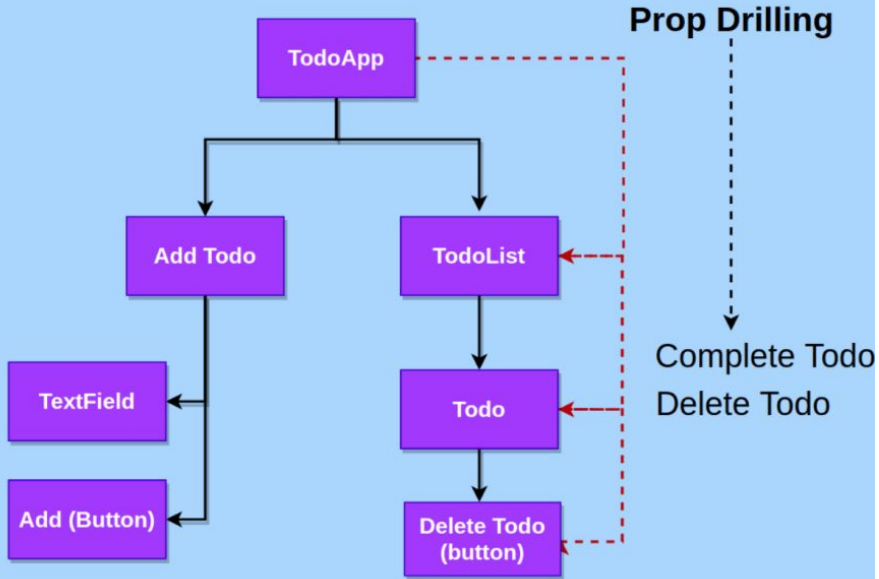 Prop Drilling
TodoApp
Add Todo
TodoList
Complete Todo
Delete Todo
TextField
Todo
Add (Button)
Delete Todo
(button)